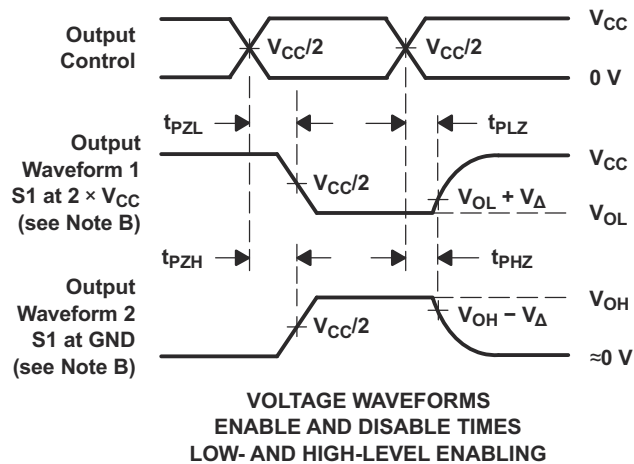 Output
Control
V_CC/2
V_CC/2
V_CC
0 V
t_PZL
t_PLZ
Output
Waveform 1
S1 at 2 × V_CC
(see Note B)
V_CC/2
V_CC
V_OL + V_Δ
V_OL
t_PZH
t_PHZ
Output
Waveform 2
S1 at GND
(see Note B)
V_CC/2
V_OH
V_OH − V_Δ
≈0 V
VOLTAGE WAVEFORMS
ENABLE AND DISABLE TIMES
LOW- AND HIGH-LEVEL ENABLING